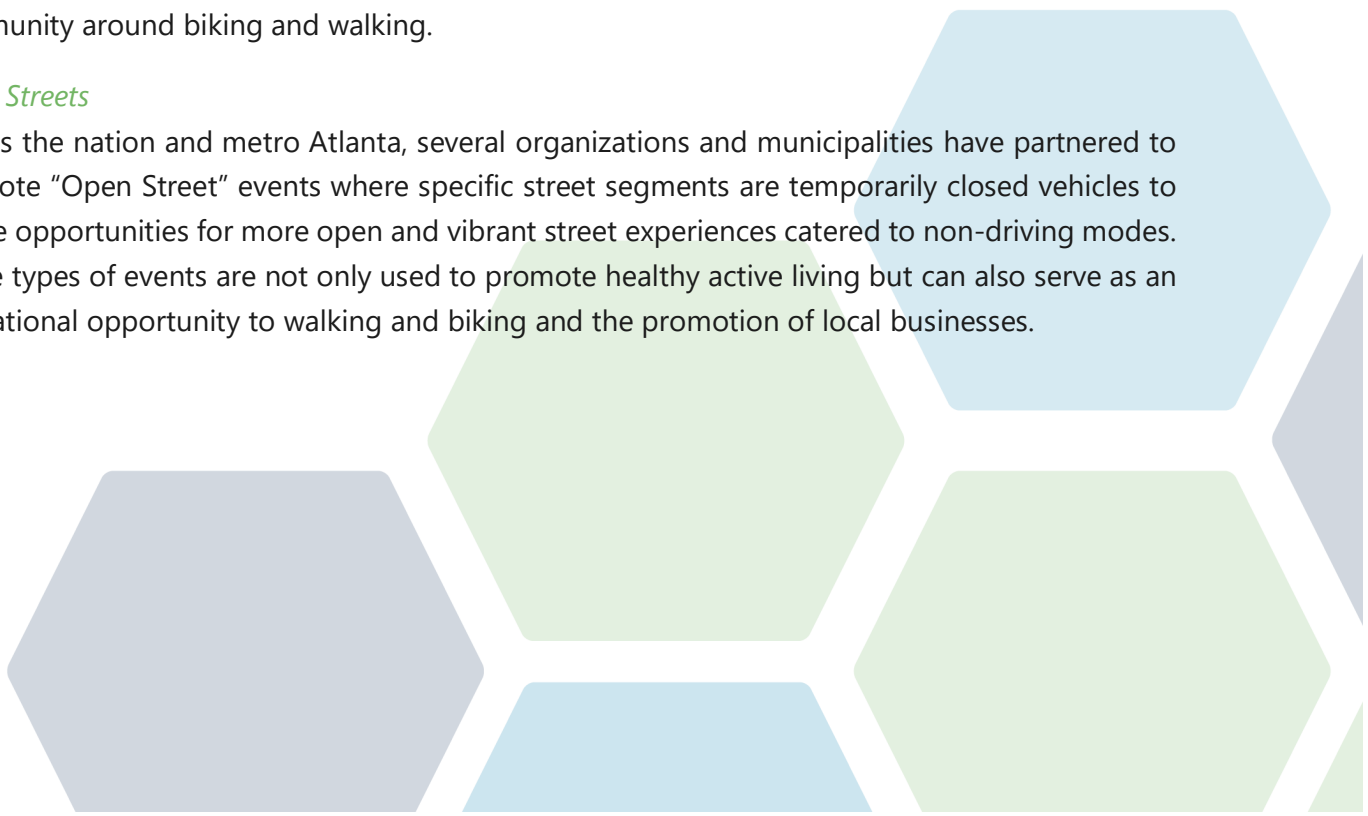 munity around biking and walking.
Streets
s the nation and metro Atlanta, several organizations and municipalities have partnered to
ote “Open Street” events where specific street segments are temporarily closed vehicles to
e opportunities for more open and vibrant street experiences catered to non-driving modes.
e types of events are not only used to promote healthy active living but can also serve as an
ational opportunity to walking and biking and the promotion of local businesses.